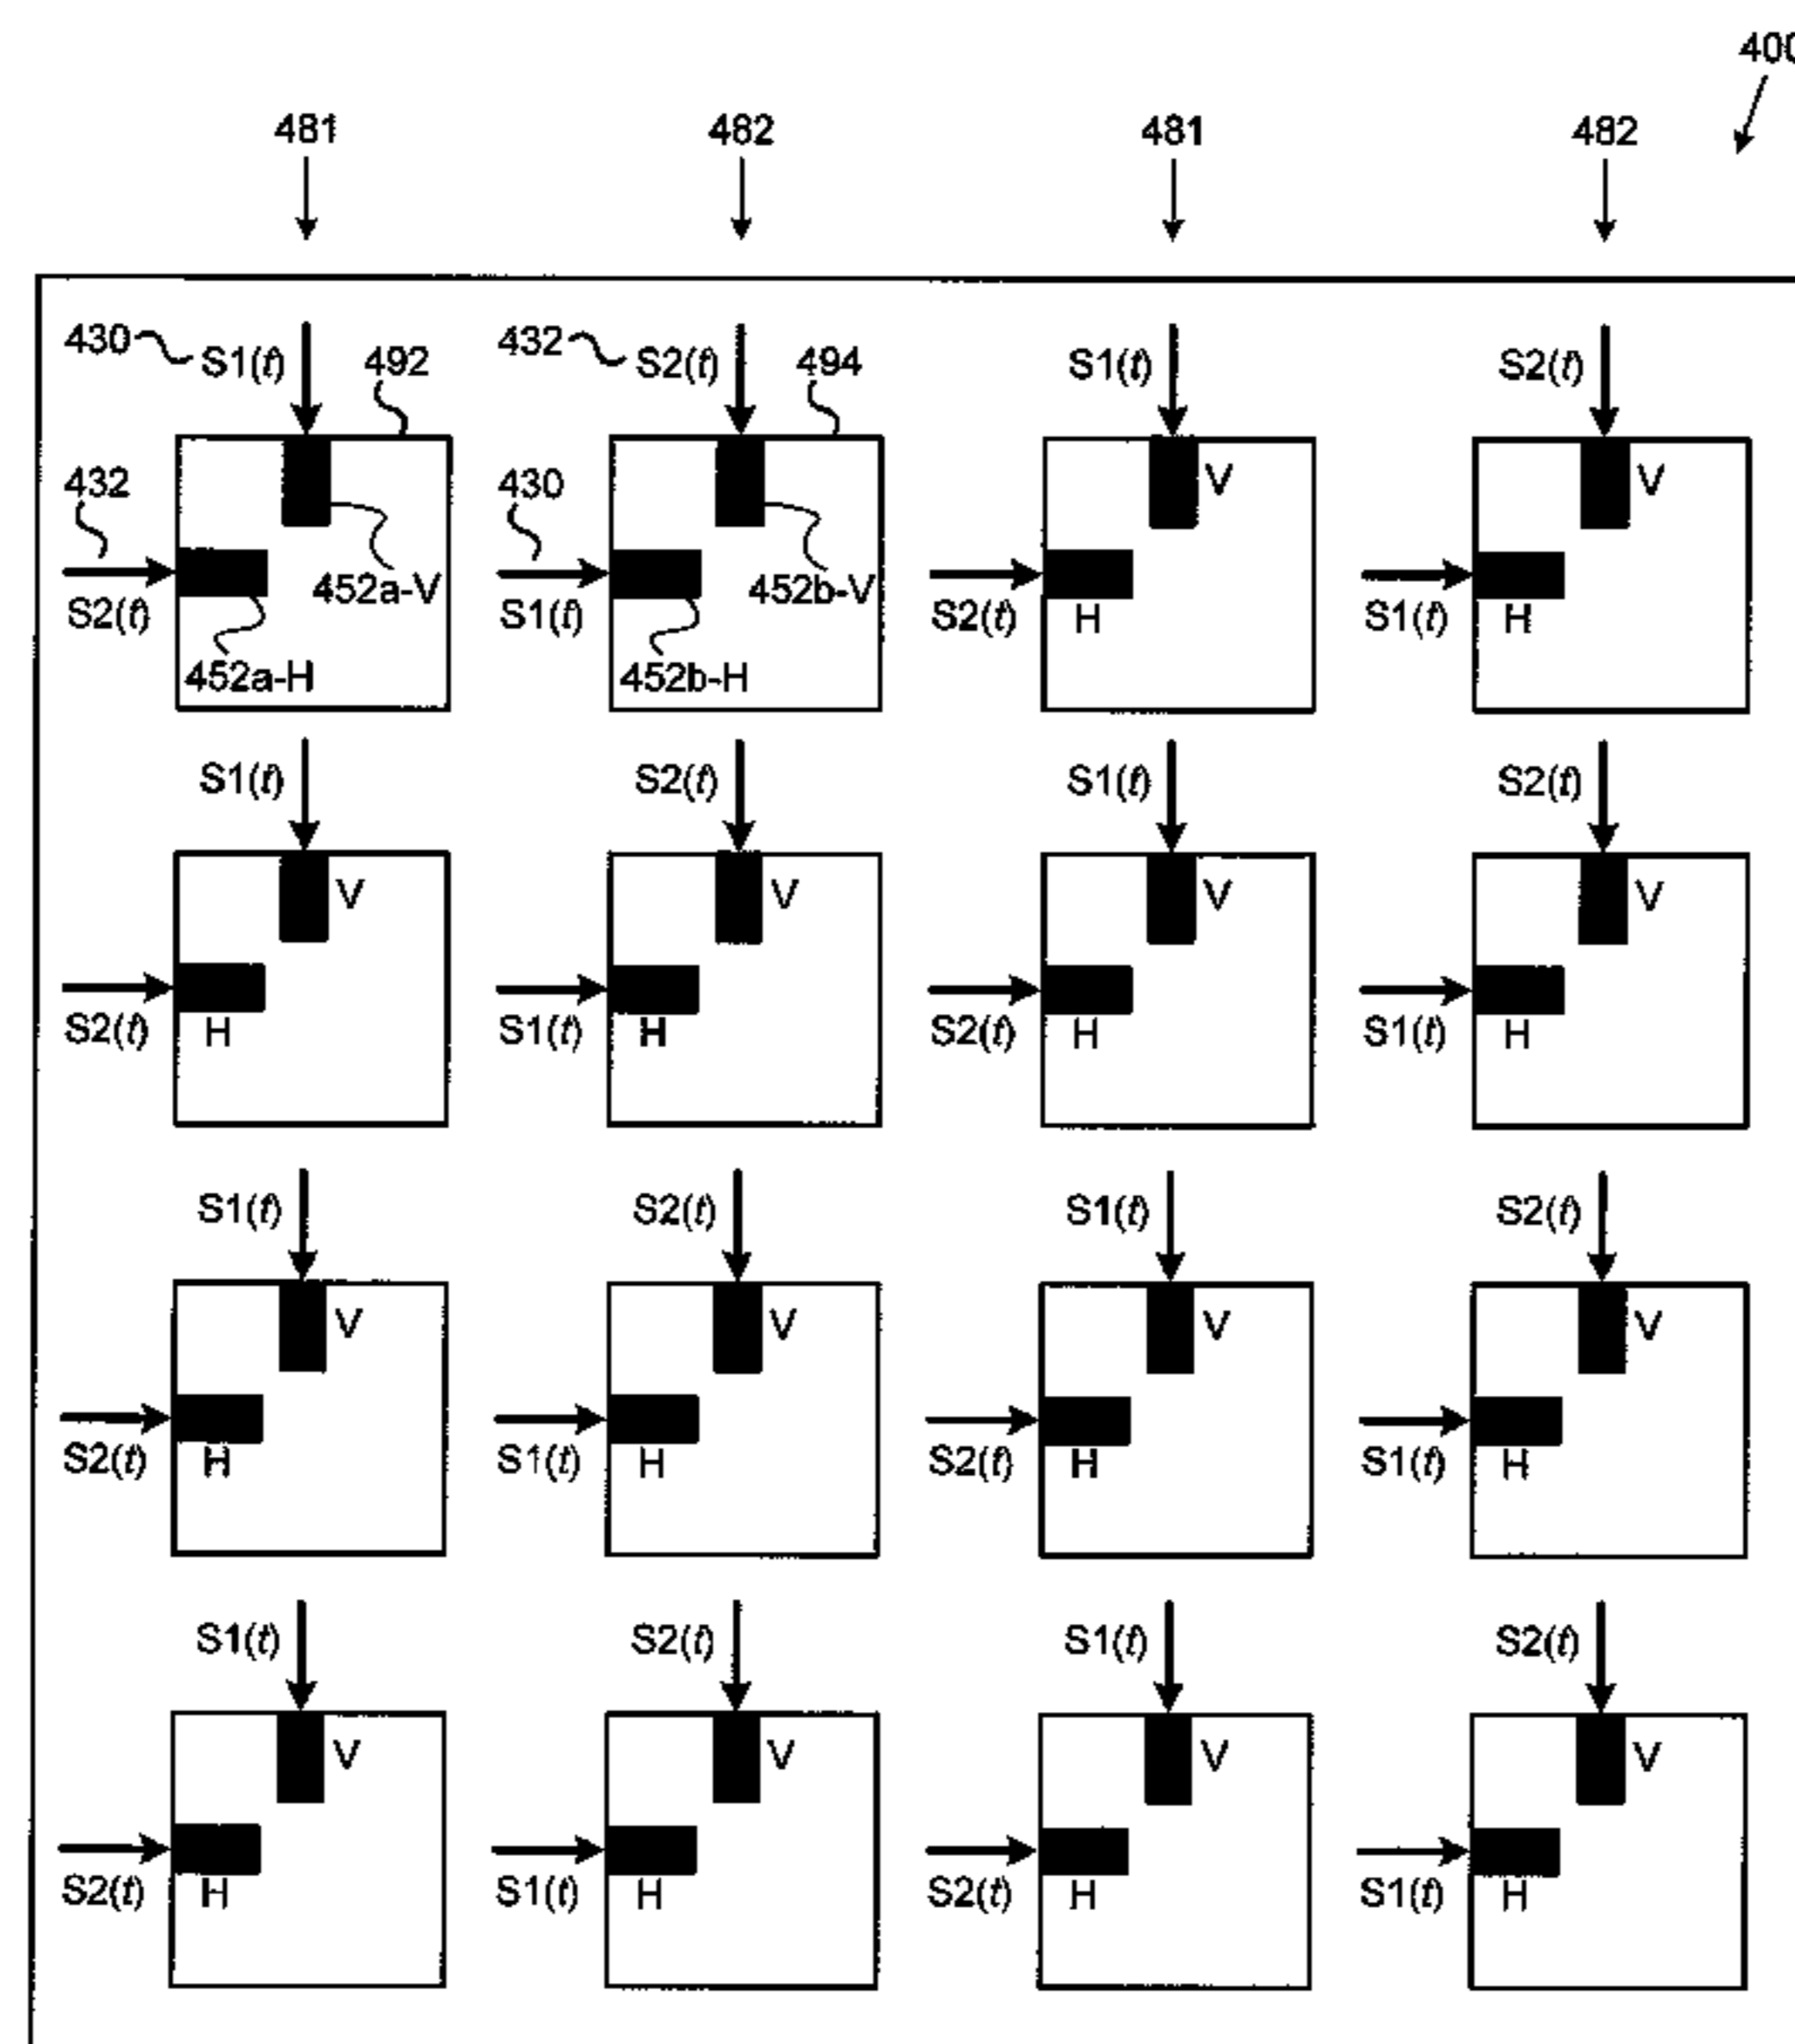 400
481 482 481 482
430 S1(t) 492 432 S2(t) 494 S1(t) S2(t)
432 430 V V
452a-V 452b-V
S2(t) S1(t) S2(t) H S1(t) H
452a-H 452b-H
S1(t) S2(t) S1(t) S2(t)
V V V V
S2(t) H S1(t) H S2(t) H S1(t) H
S1(t) S2(t) S1(t) S2(t)
V V V V
S2(t) H S1(t) H S2(t) H S1(t) H
S1(t) S2(t) S1(t) S2(t)
V V V V
S2(t) H S1(t) H S2(t) H S1(t) H